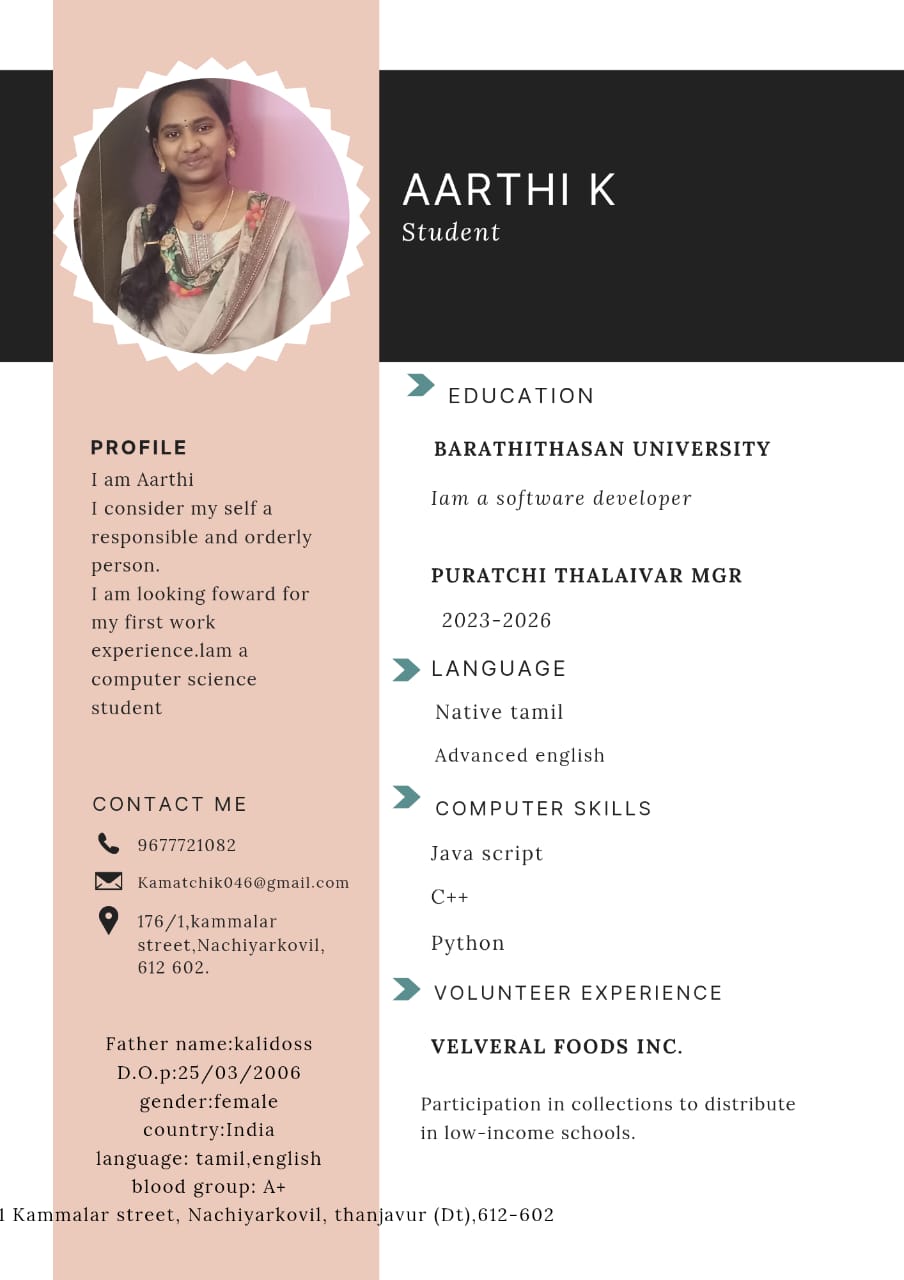 AARTHI K
Student
PROFILE
I am Aarthi
I consider my self a
responsible and orderly
person.
I am looking foward for
my first work
experience.lam a
computer science
student
CONTACT ME
9677721082
Kamatchik046@gmail.com
176/1,kammalar
street,Nachiyarkovil,
612 602.
Father name:kalidoss
D.O.p:25/03/2006
gender:female
country:India
language: tamil,english
blood group: A+
1 Kammalar street, Nachiyarkovil, thanjavur (Dt),612-602
EDUCATION
BARATHITHASAN UNIVERSITY
Iam a software developer
PURATCHI THALAIVAR MGR
2023-2026
LANGUAGE
Native tamil
Advanced english
COMPUTER SKILLS
Java script
C++
Python
VOLUNTEER EXPERIENCE
VELVERAL FOODS INC.
Participation in collections to distribute
in low-income schools.